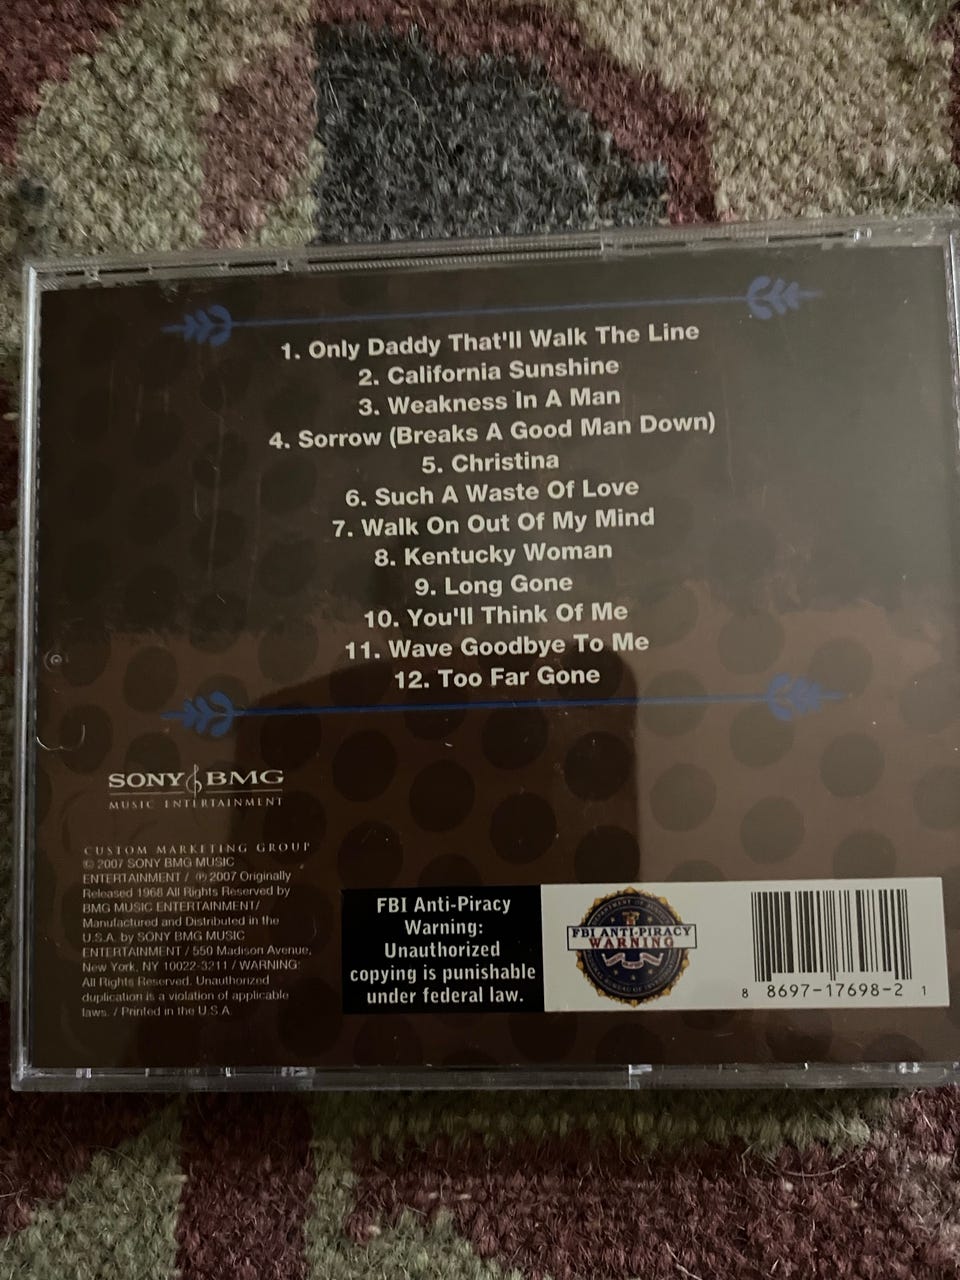 1. Only Daddy That'll Walk The Line
2. California Sunshine
3. Weakness In A Man
4. Sorrow (Breaks A Good Man Down)
5. Christina
6. Such A Waste Of Love
7. Walk On Out Of My Mind
8. Kentucky Woman
9. Long Gone
10. You'll Think Of Me
11. Wave Goodbye To Me
12. Too Far Gone
SONY BMG
MUSIC ENTERTAINMENT
CUSTOM MARKETING GROUP
© 2007 SONY BMG MUSIC
ENTERTAINMENT / ℗ 2007 Originally
Released 1968 All Rights Reserved by
BMG MUSIC ENTERTAINMENT/
Manufactured and Distributed in the
U.S.A. by SONY BMG MUSIC
ENTERTAINMENT / 550 Madison Avenue,
New York, NY 10022-3211 / WARNING:
All Rights Reserved. Unauthorized
duplication is a violation of applicable
laws. / Printed in the U.S.A.
FBI Anti-Piracy
Warning:
Unauthorized
copying is punishable
under federal law.
FBI ANTI-PIRACY
WARNING
8 8697-17698-2 1